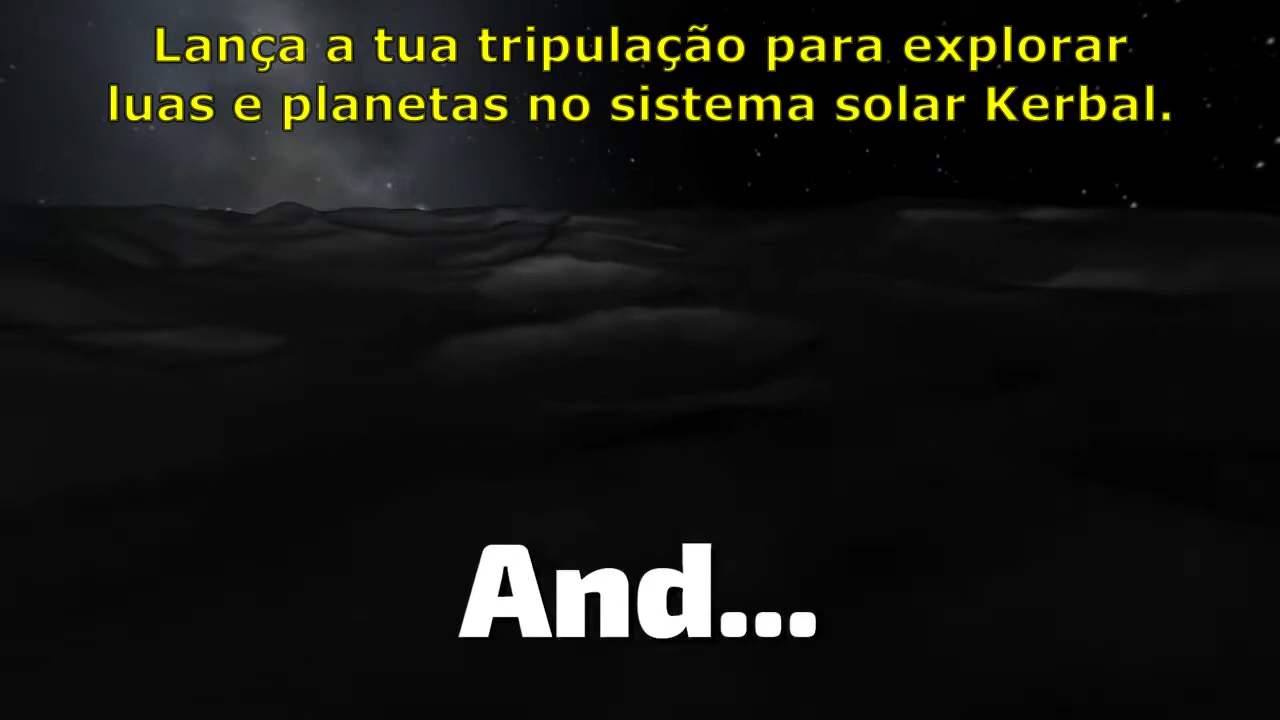 Lança a tua tripulação para explorar
luas e planetas no sistema solar Kerbal.
And...